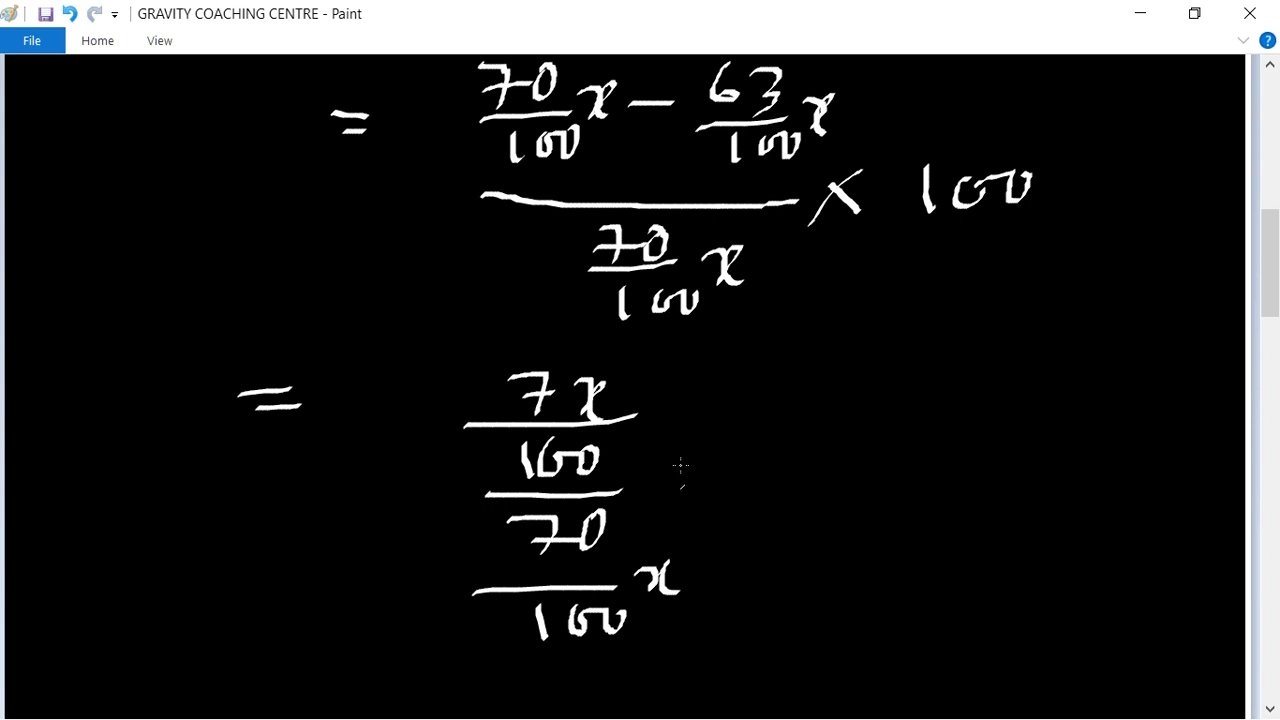 GRAVITY COACHING CENTRE - Paint
File Home View
= 70/100 x - 63/100 x
× 100
70/100 x
= 7x
100
70
x
100